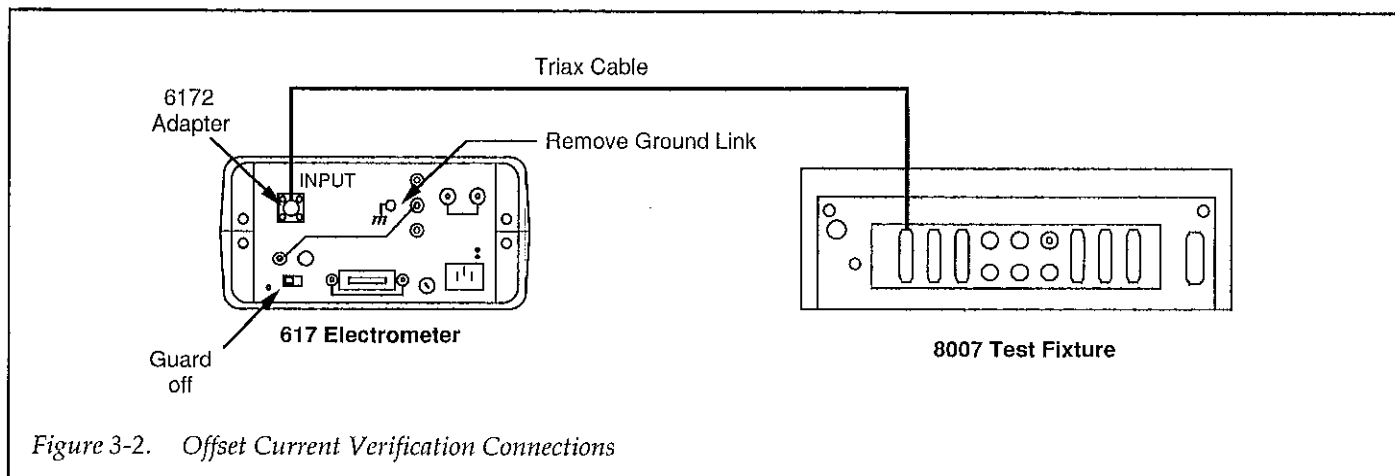 Triax Cable
6172
Adapter
Remove Ground Link
INPUT
617 Electrometer
8007 Test Fixture
Guard
off
Figure 3-2. Offset Current Verification Connections